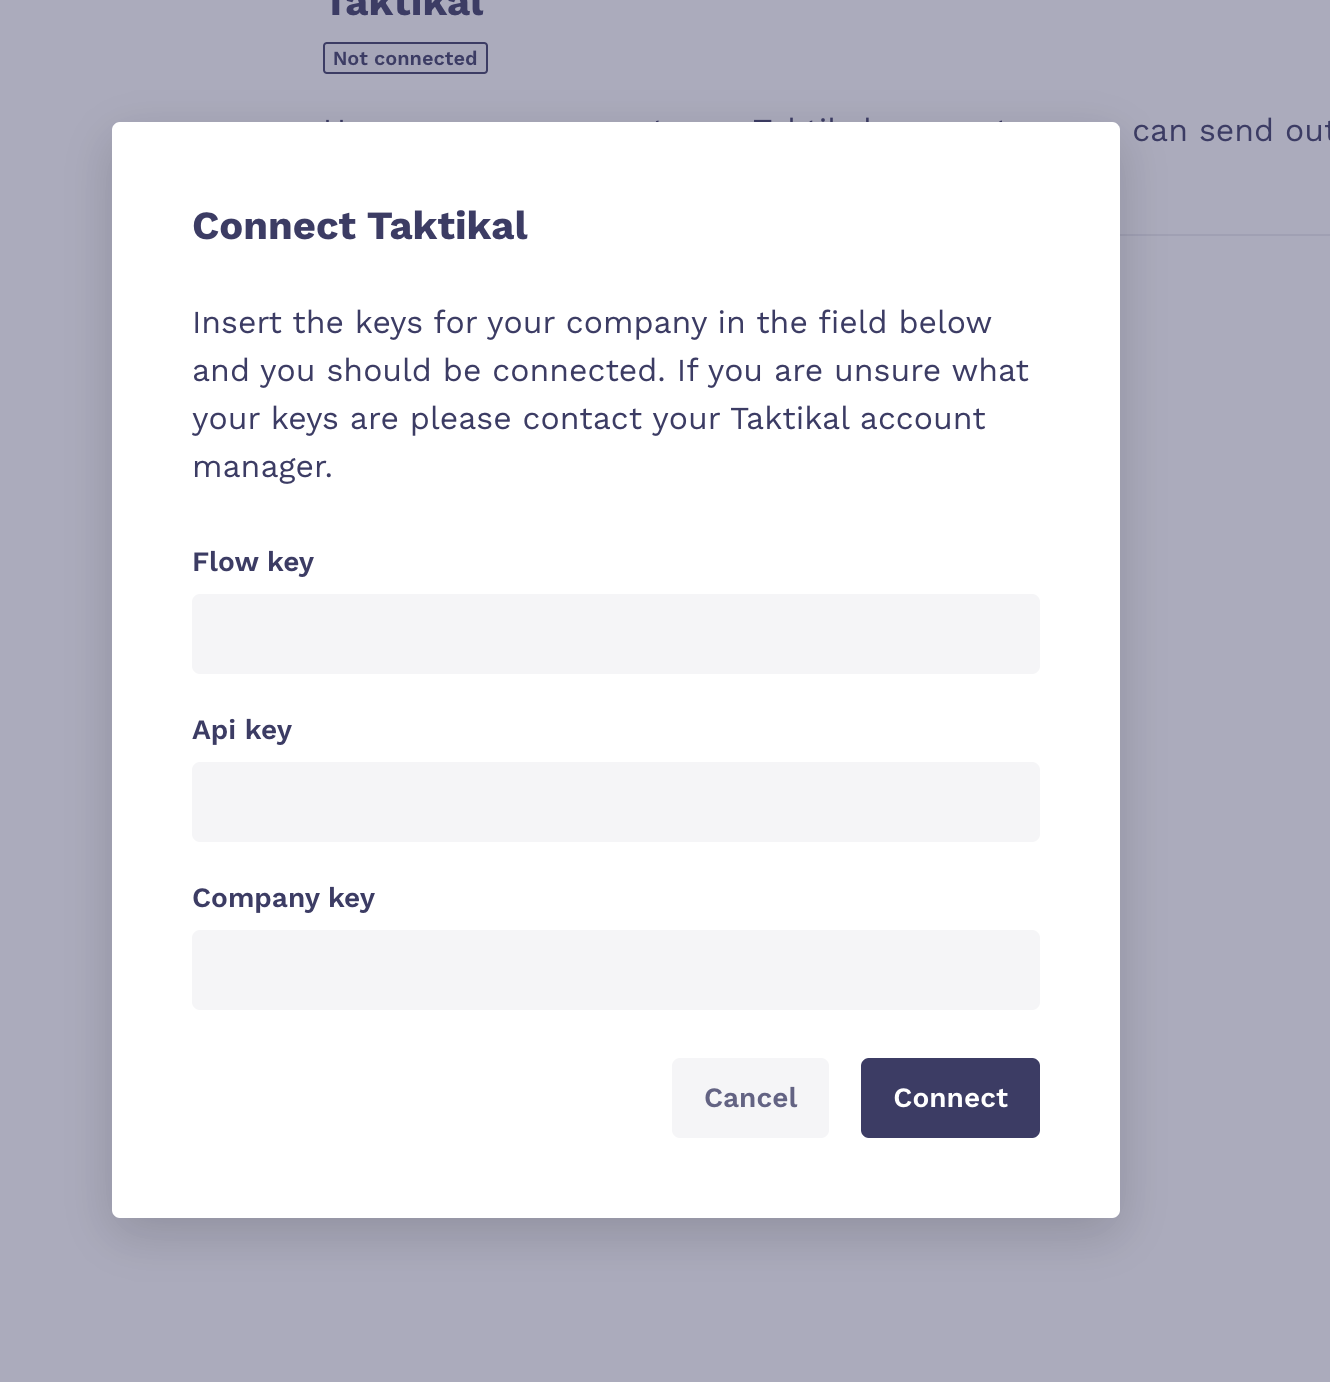 Taktikal
Not connected
can send out
Connect Taktikal
Insert the keys for your company in the field below
and you should be connected. If you are unsure what
your keys are please contact your Taktikal account
manager.
Flow key
Api key
Company key
Cancel
Connect